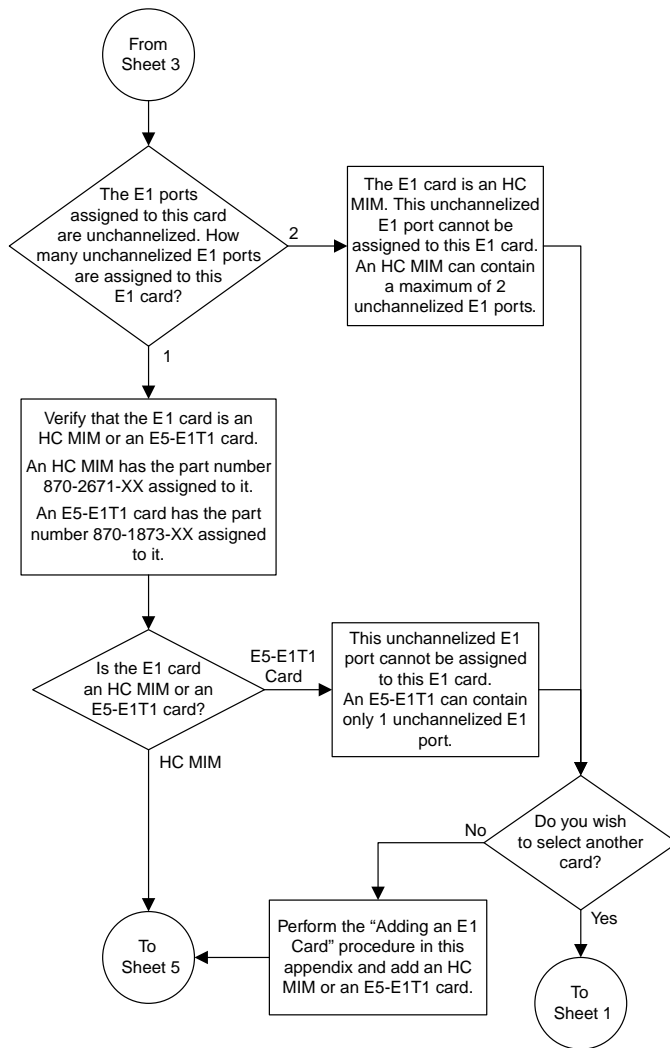 From
Sheet 3
The E1 ports
assigned to this card
are unchannelized. How
many unchannelized E1 ports
are assigned to this
E1 card?
2
The E1 card is an HC
MIM. This unchannelized
E1 port cannot be
assigned to this E1 card.
An HC MIM can contain
a maximum of 2
unchannelized E1 ports.
1
Verify that the E1 card is an
HC MIM or an E5-E1T1 card.
An HC MIM has the part number
870-2671-XX assigned to it.
An E5-E1T1 card has the part
number 870-1873-XX assigned
to it.
Is the E1 card
an HC MIM or an
E5-E1T1 card?
E5-E1T1
Card
This unchannelized E1
port cannot be assigned
to this E1 card.
An E5-E1T1 can contain
only 1 unchannelized E1
port.
HC MIM
Do you wish
to select another
card?
No
Yes
Perform the “Adding an E1
Card” procedure in this
appendix and add an HC
MIM or an E5-E1T1 card.
To
Sheet 5
To
Sheet 1